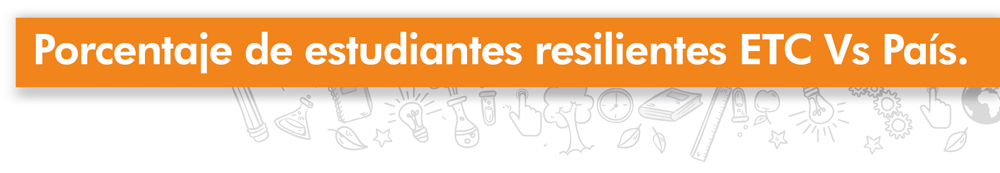 Porcentaje de estudiantes resilientes ETC Vs País.